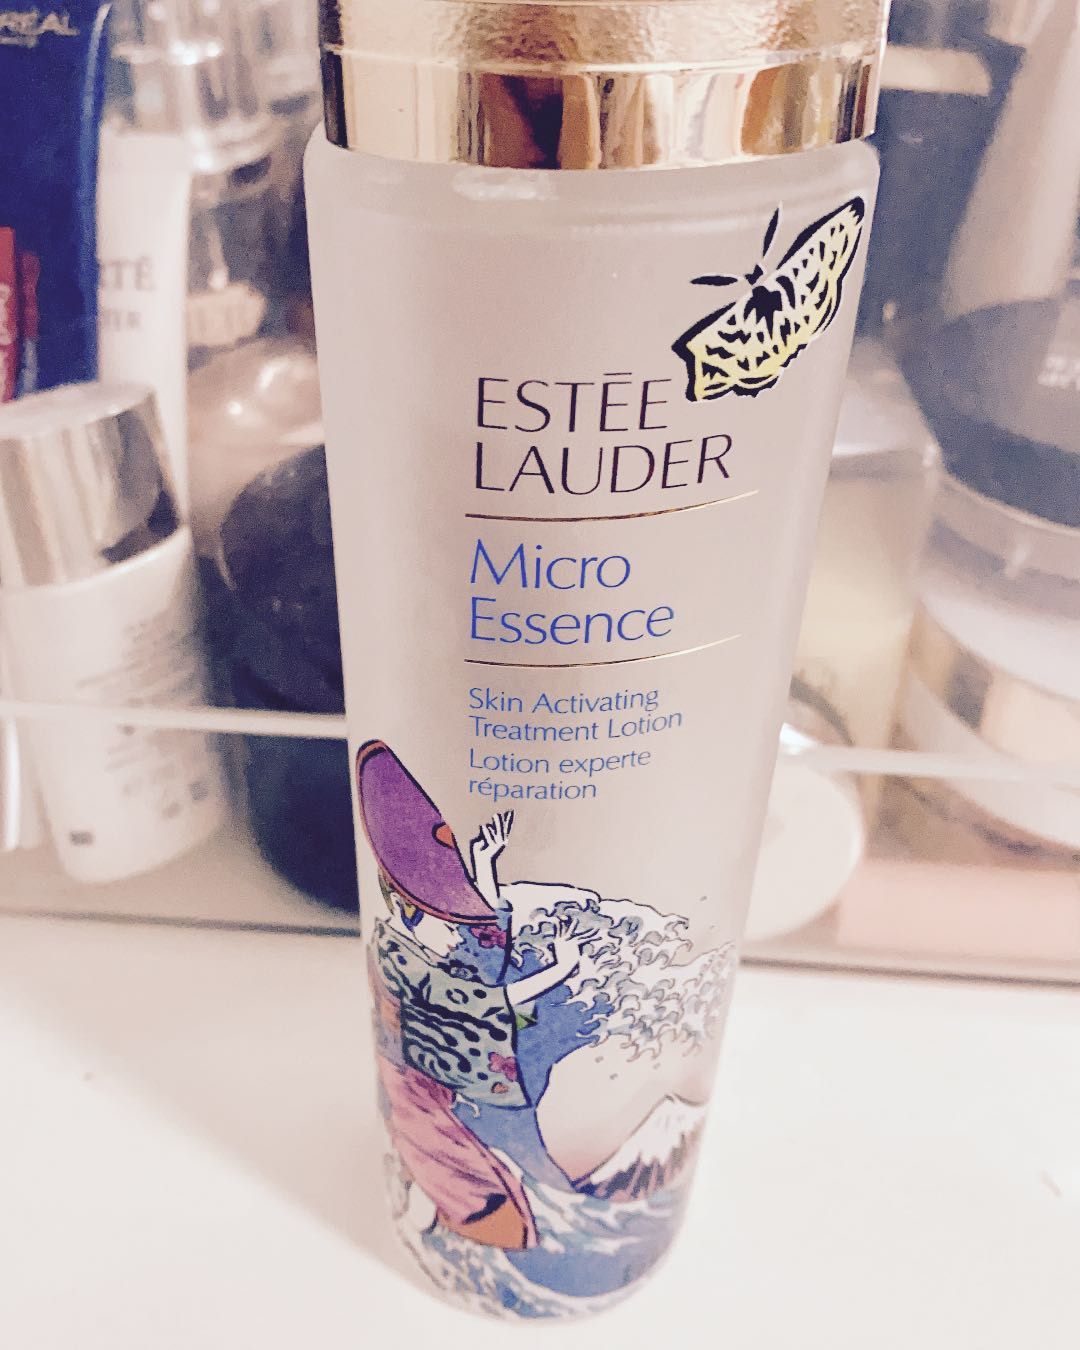 ESTĒE
LAUDER
Micro
Essence
Skin Activating
Treatment Lotion
Lotion experte
réparation